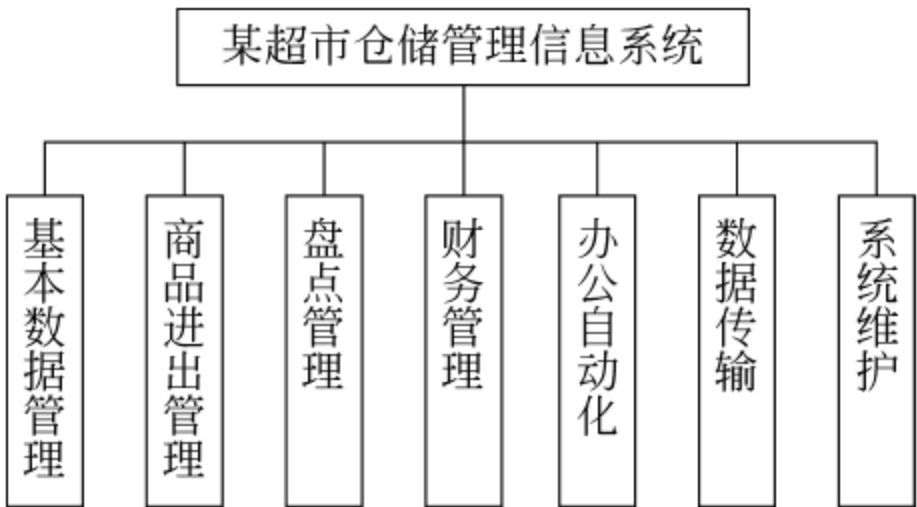 某超市仓储管理信息系统
基本数据管理
商品进出管理
盘点管理
财务管理
办公自动化
数据传输
系统维护